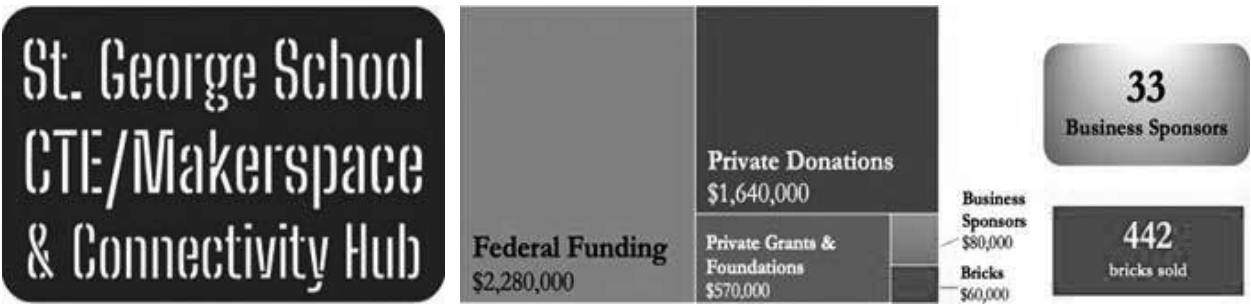 St. George School
CTE/Makerspace
& Connectivity Hub
Federal Funding
$2,280,000
Private Donations
$1,640,000
Private Grants &
Foundations
$570,000
Business
Sponsors
$80,000
Bricks
$60,000
33
Business Sponsors
442
bricks sold